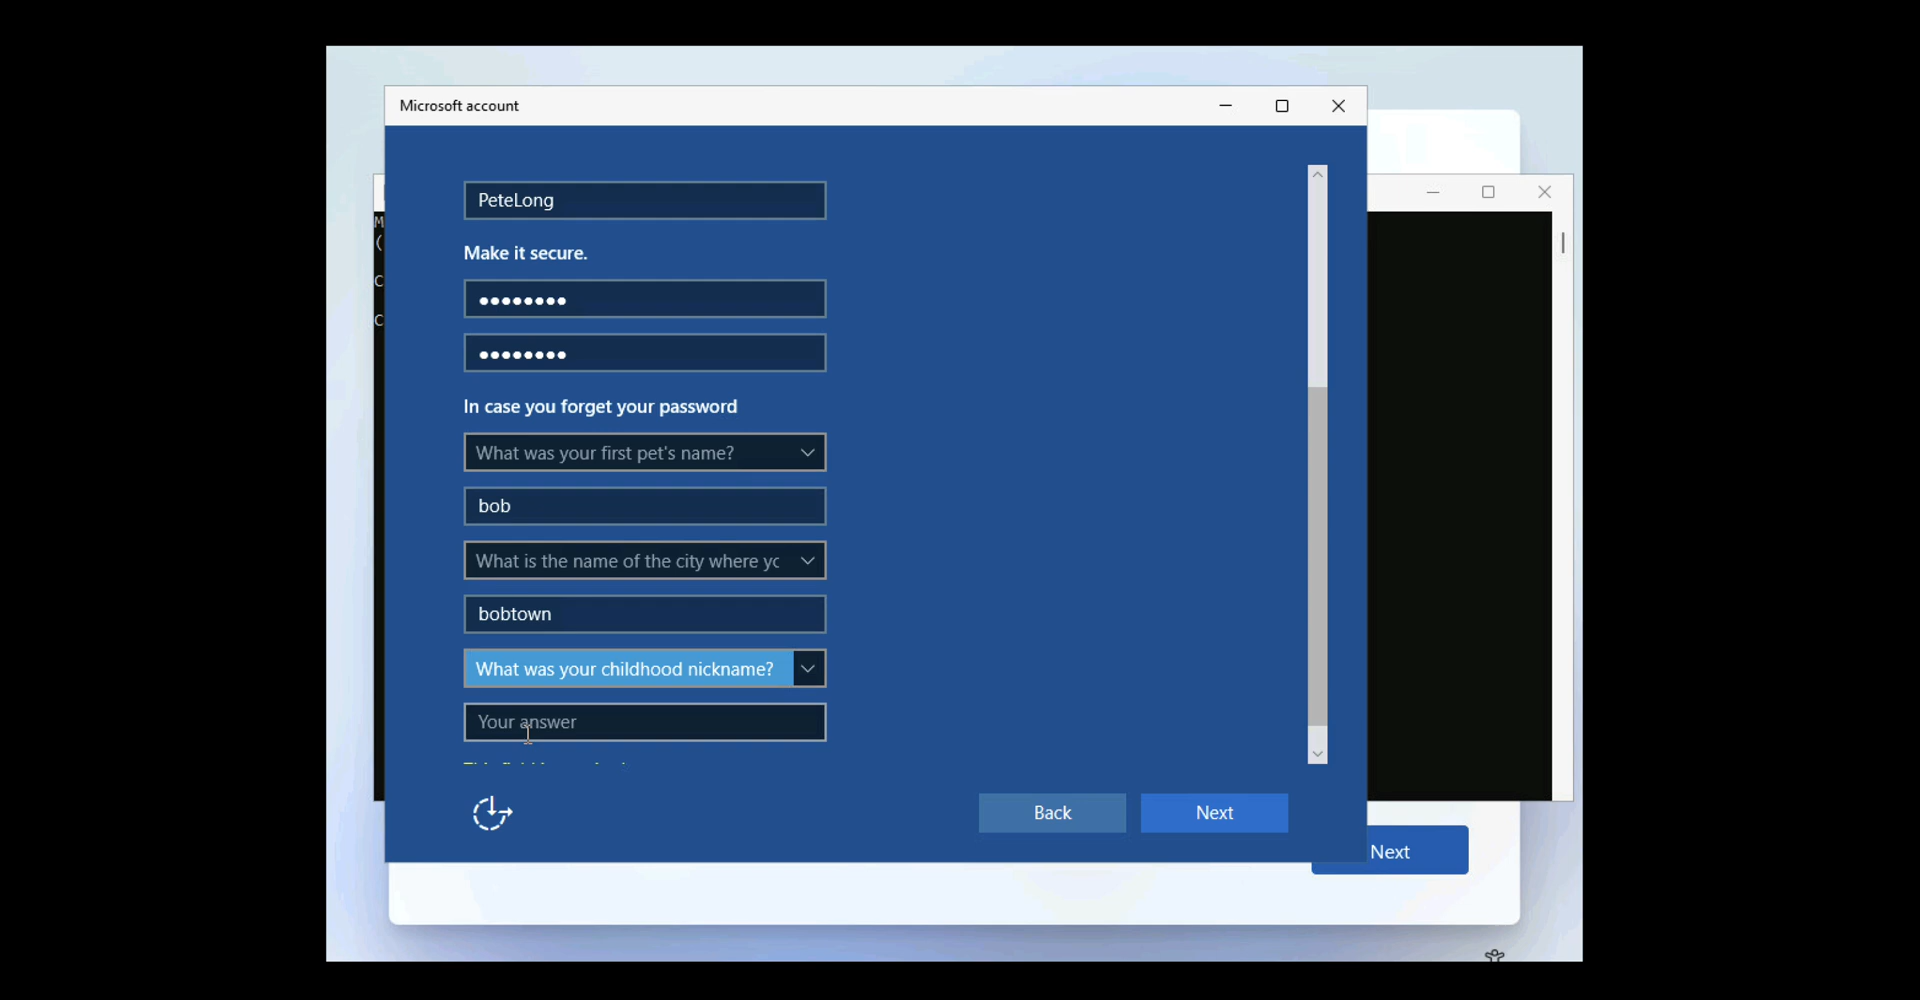 Microsoft account
PeteLong
Make it secure.
In case you forget your password
What was your first pet's name?
bob
What is the name of the city where yo
bobtown
What was your childhood nickname?
Your answer
Back
Next
Next
M
(
C
C